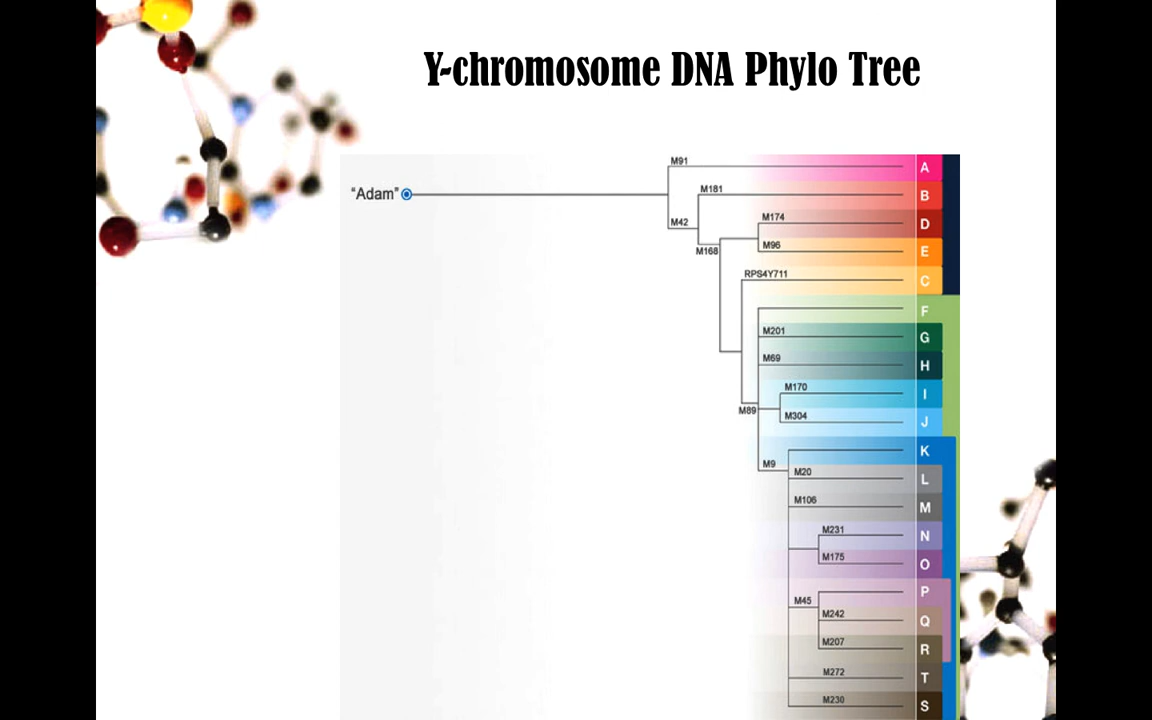 Y-chromosome DNA Phylo Tree
M91 A
"Adam"
M181 B
M42
M174 D
M168
M96 E
RPS4Y711 C
F
M201 G
M69 H
M170 I
M89
M304 J
K
M9
M20 L
M106 M
M231 N
M175 O
P
M45
M242 Q
M207 R
M272 T
M230 S